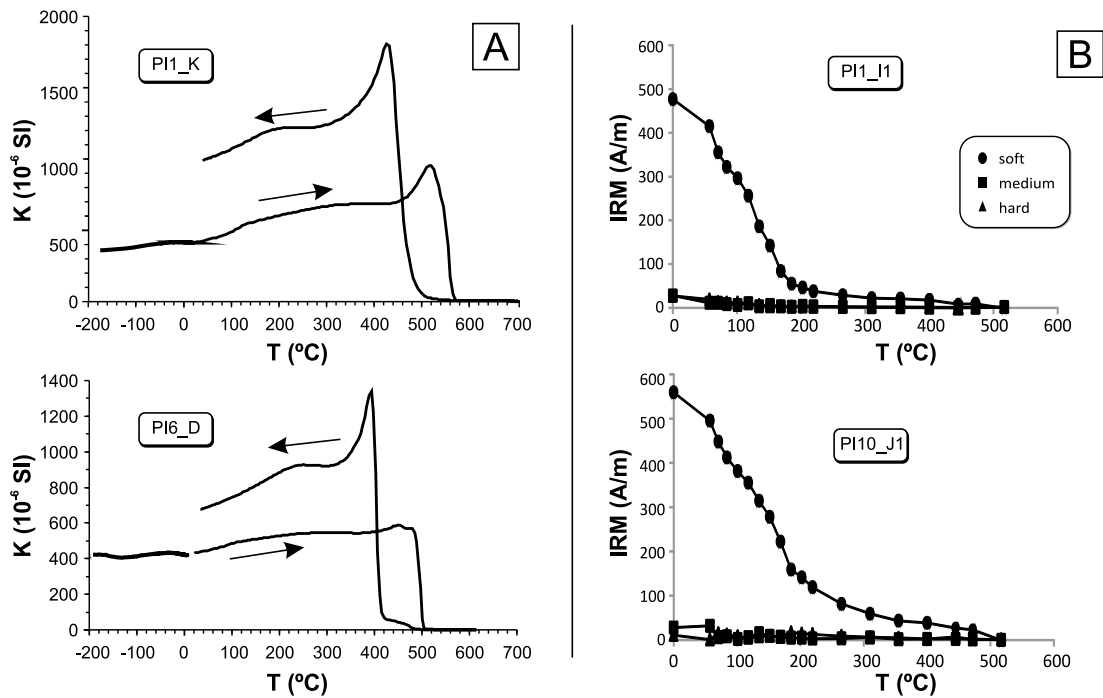 A
PI1_K
K (10⁻⁶ SI)
2000
1500
1000
500
0
-200 -100 0 100 200 300 400 500 600 700
T (ºC)
PI6_D
K (10⁻⁶ SI)
1400
1200
1000
800
600
400
200
0
-200 -100 0 100 200 300 400 500 600 700
T (ºC)
B
PI1_I1
IRM (A/m)
600
500
400
300
200
100
0
0 100 200 300 400 500 600
T (ºC)
soft
medium
hard
PI10_J1
IRM (A/m)
600
500
400
300
200
100
0
0 100 200 300 400 500 600
T (ºC)